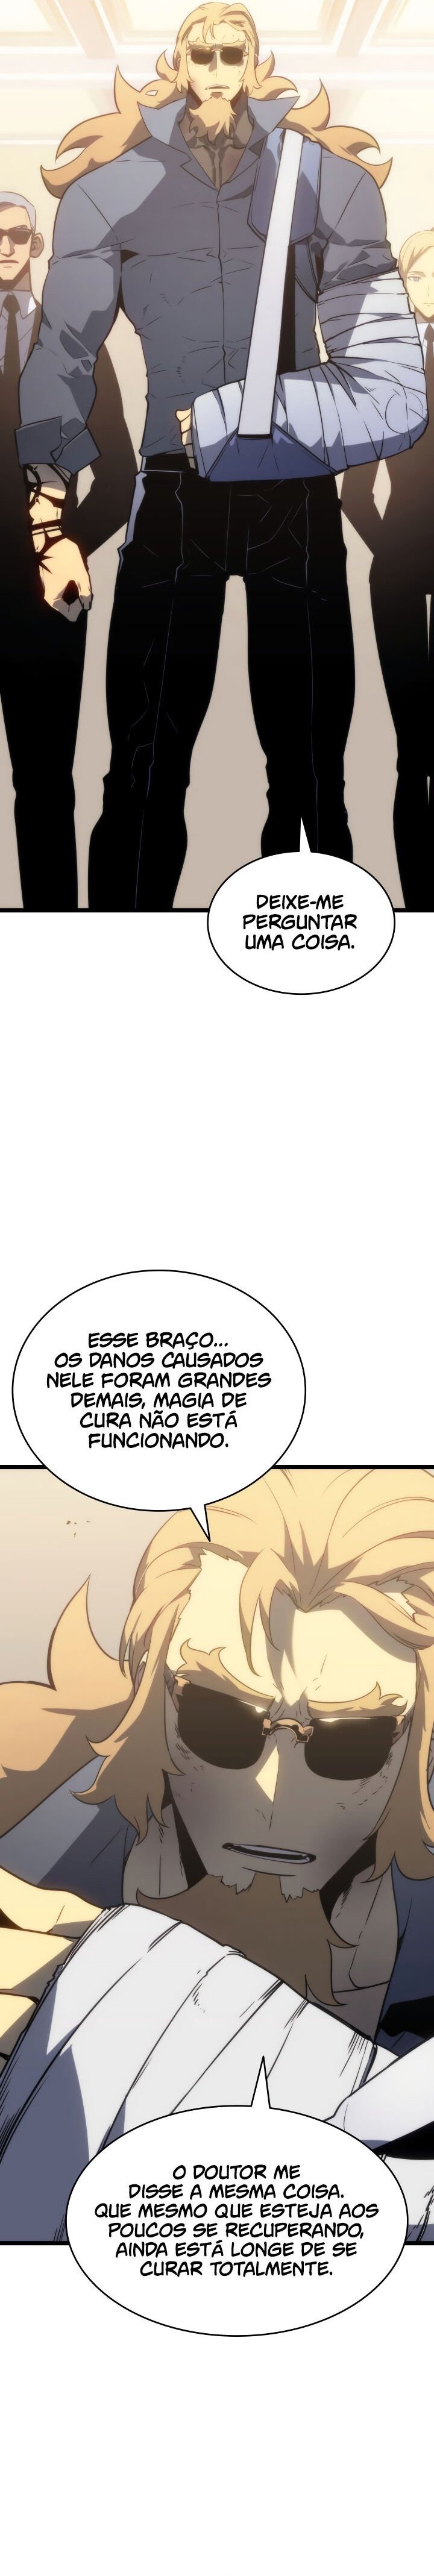 DEIXE-ME
PERGUNTAR
UMA COISA.
ESSE BRAÇO...
OS DANOS CAUSADOS
NELE FORAM GRANDES
DEMAIS, MAGIA DE
CURA NÃO ESTÁ
FUNCIONANDO.
O DOUTOR ME
DISSE A MESMA COISA.
QUE MESMO QUE ESTEJA AOS
POUCOS SE RECUPERANDO,
AINDA ESTÁ LONGE DE SE
CURAR TOTALMENTE.